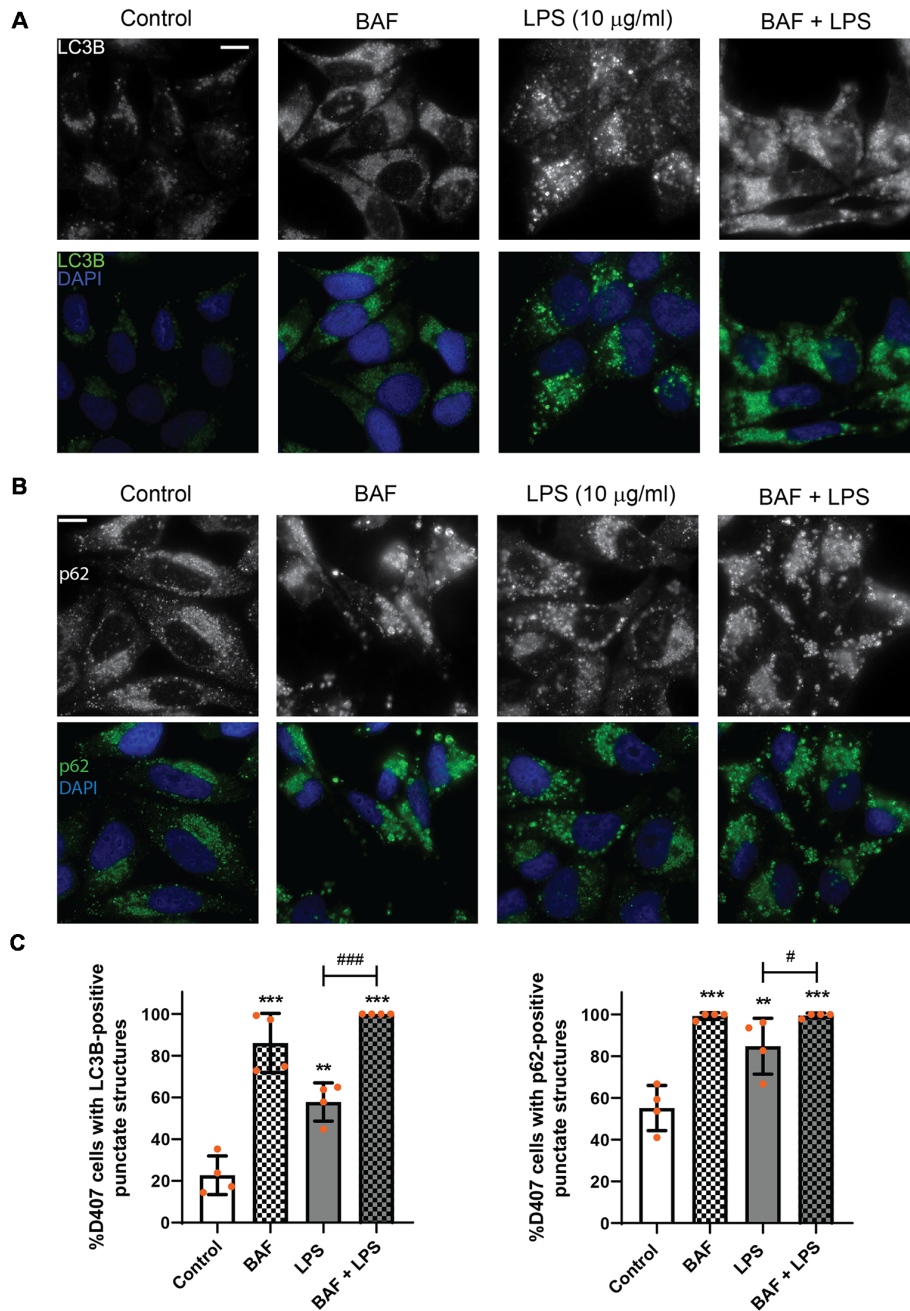 A
Control BAF LPS (10 μg/ml) BAF + LPS
LC3B
LC3B
DAPI
B
Control BAF LPS (10 μg/ml) BAF + LPS
p62
p62
DAPI
C
%D407 cells with LC3B-positive
punctate structures
100
80
60
40
20
0
***
**
***
###
Control BAF LPS BAF + LPS
%D407 cells with p62-positive
punctate structures
100
80
60
40
20
0
***
**
***
#
Control BAF LPS BAF + LPS